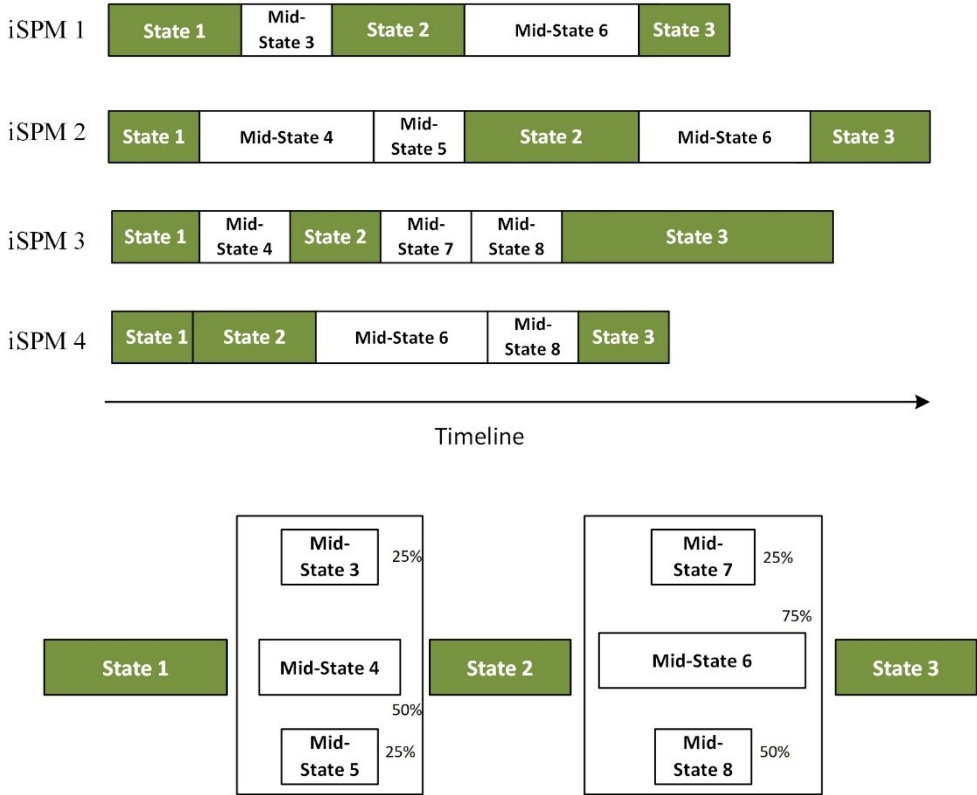 iSPM 1
State 1
Mid-
State 3
State 2
Mid-State 6
State 3
iSPM 2
State 1
Mid-State 4
Mid-
State 5
State 2
Mid-State 6
State 3
iSPM 3
State 1
Mid-
State 4
State 2
Mid-
State 7
Mid-
State 8
State 3
iSPM 4
State 1
State 2
Mid-State 6
Mid-
State 8
State 3
Timeline
State 1
Mid-
State 3
25%
Mid-State 4
50%
Mid-
State 5
25%
State 2
Mid-
State 7
25%
75%
Mid-State 6
Mid-
State 8
50%
State 3